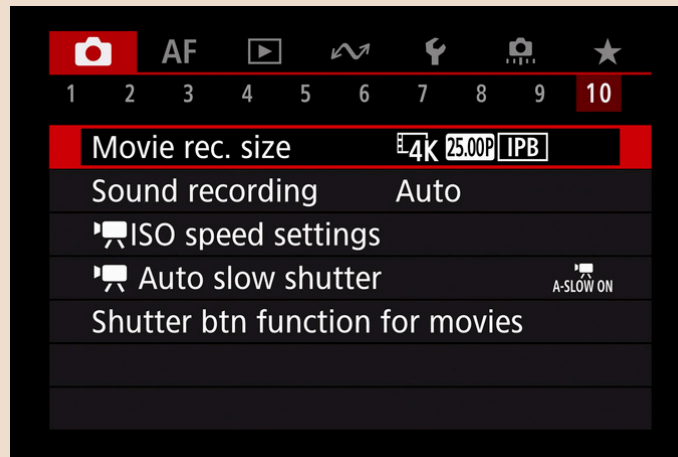 AF
1 2 3 4 5 6 7 8 9 10
Movie rec. size 4K 25.00P IPB
Sound recording Auto
ISO speed settings
Auto slow shutter A-SLOW ON
Shutter btn function for movies